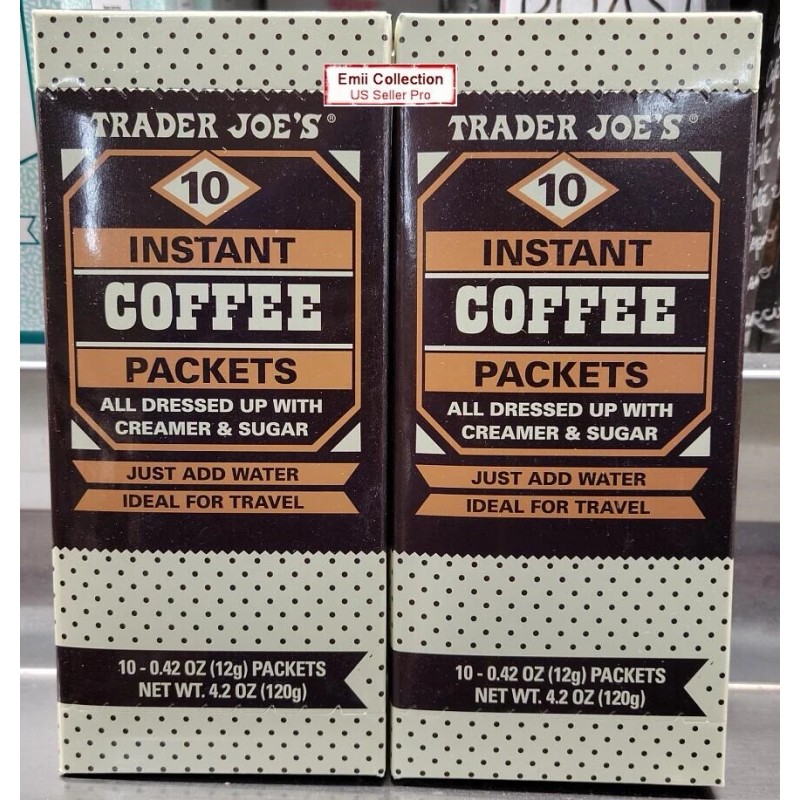 Emii Collection
US Seller Pro
TRADER JOE'S®
10
INSTANT
COFFEE
PACKETS
ALL DRESSED UP WITH
CREAMER & SUGAR
JUST ADD WATER
IDEAL FOR TRAVEL
10 - 0.42 OZ (12g) PACKETS
NET WT. 4.2 OZ (120g)
TRADER JOE'S®
10
INSTANT
COFFEE
PACKETS
ALL DRESSED UP WITH
CREAMER & SUGAR
JUST ADD WATER
IDEAL FOR TRAVEL
10 - 0.42 OZ (12g) PACKETS
NET WT. 4.2 OZ (120g)